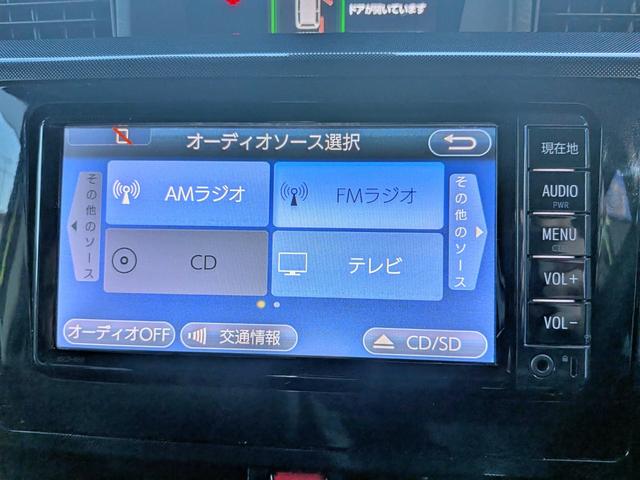 ドアが開いています
オーディオソース選択
現在地
その他のソース
AMラジオ
FMラジオ
その他のソース
AUDIO
PWR
MENU
CD
テレビ
VOL+
オーディオOFF
交通情報
CD/SD
VOL-